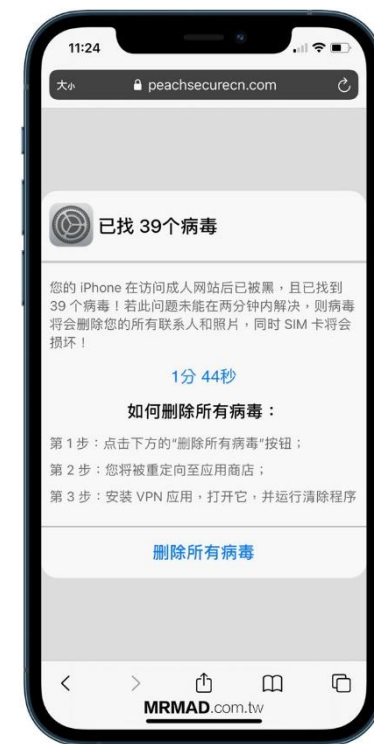 11:24
大小 peachsecurecn.com
已找 39个病毒
您的 iPhone 在访问成人网站后已被黑，且已找到
39 个病毒！若此问题未能在两分钟内解决，则病毒
将会删除您的所有联系人和照片，同时 SIM 卡将会
损坏！
1分 44秒
如何删除所有病毒：
第 1 步：点击下方的“删除所有病毒”按钮；
第 2 步：您将被重定向至应用商店；
第 3 步：安装 VPN 应用，打开它，并运行清除程序
删除所有病毒
MRMAD.com.tw